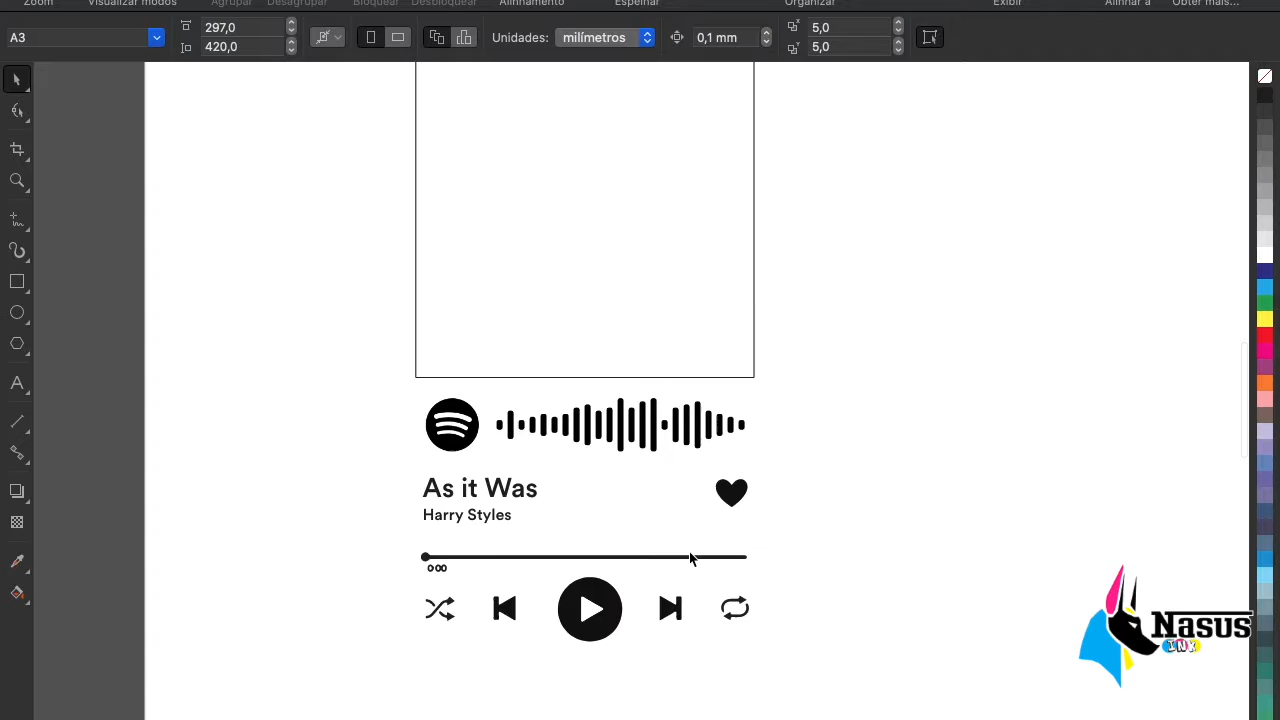 Zoom Visualizar modos Agrupar Desagrupar Bloquear Desbloquear Alinhamento Espelhar Organizar Exibir Alinhar a Obter mais...
A3
297,0
420,0
Unidades: milímetros
0,1 mm
5,0
5,0
As it Was
Harry Styles
0:00
Nasus
INK